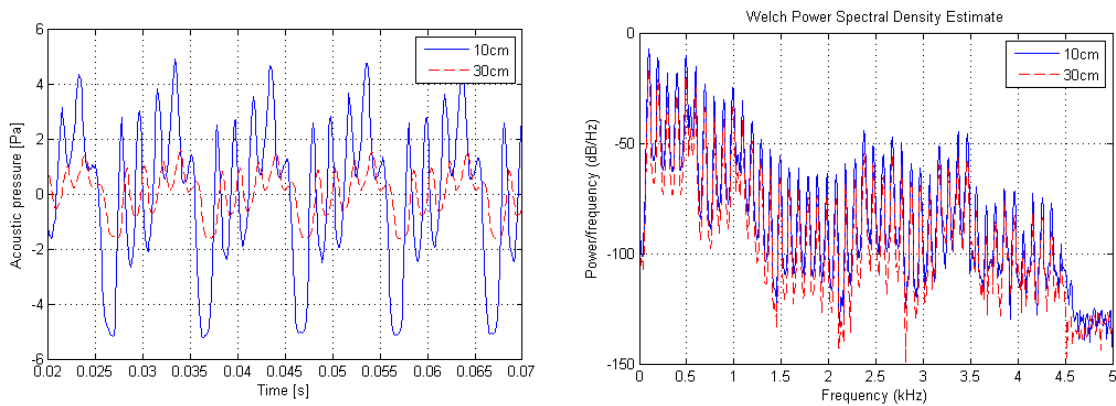 6
4
2
0
-2
-4
-6
Acoustic pressure [Pa]
10cm
30cm
0.02 0.025 0.03 0.035 0.04 0.045 0.05 0.055 0.06 0.065 0.07
Time [s]
Welch Power Spectral Density Estimate
0
-50
-100
-150
Power/frequency (dB/Hz)
10cm
30cm
0 0.5 1 1.5 2 2.5 3 3.5 4 4.5 5
Frequency (kHz)